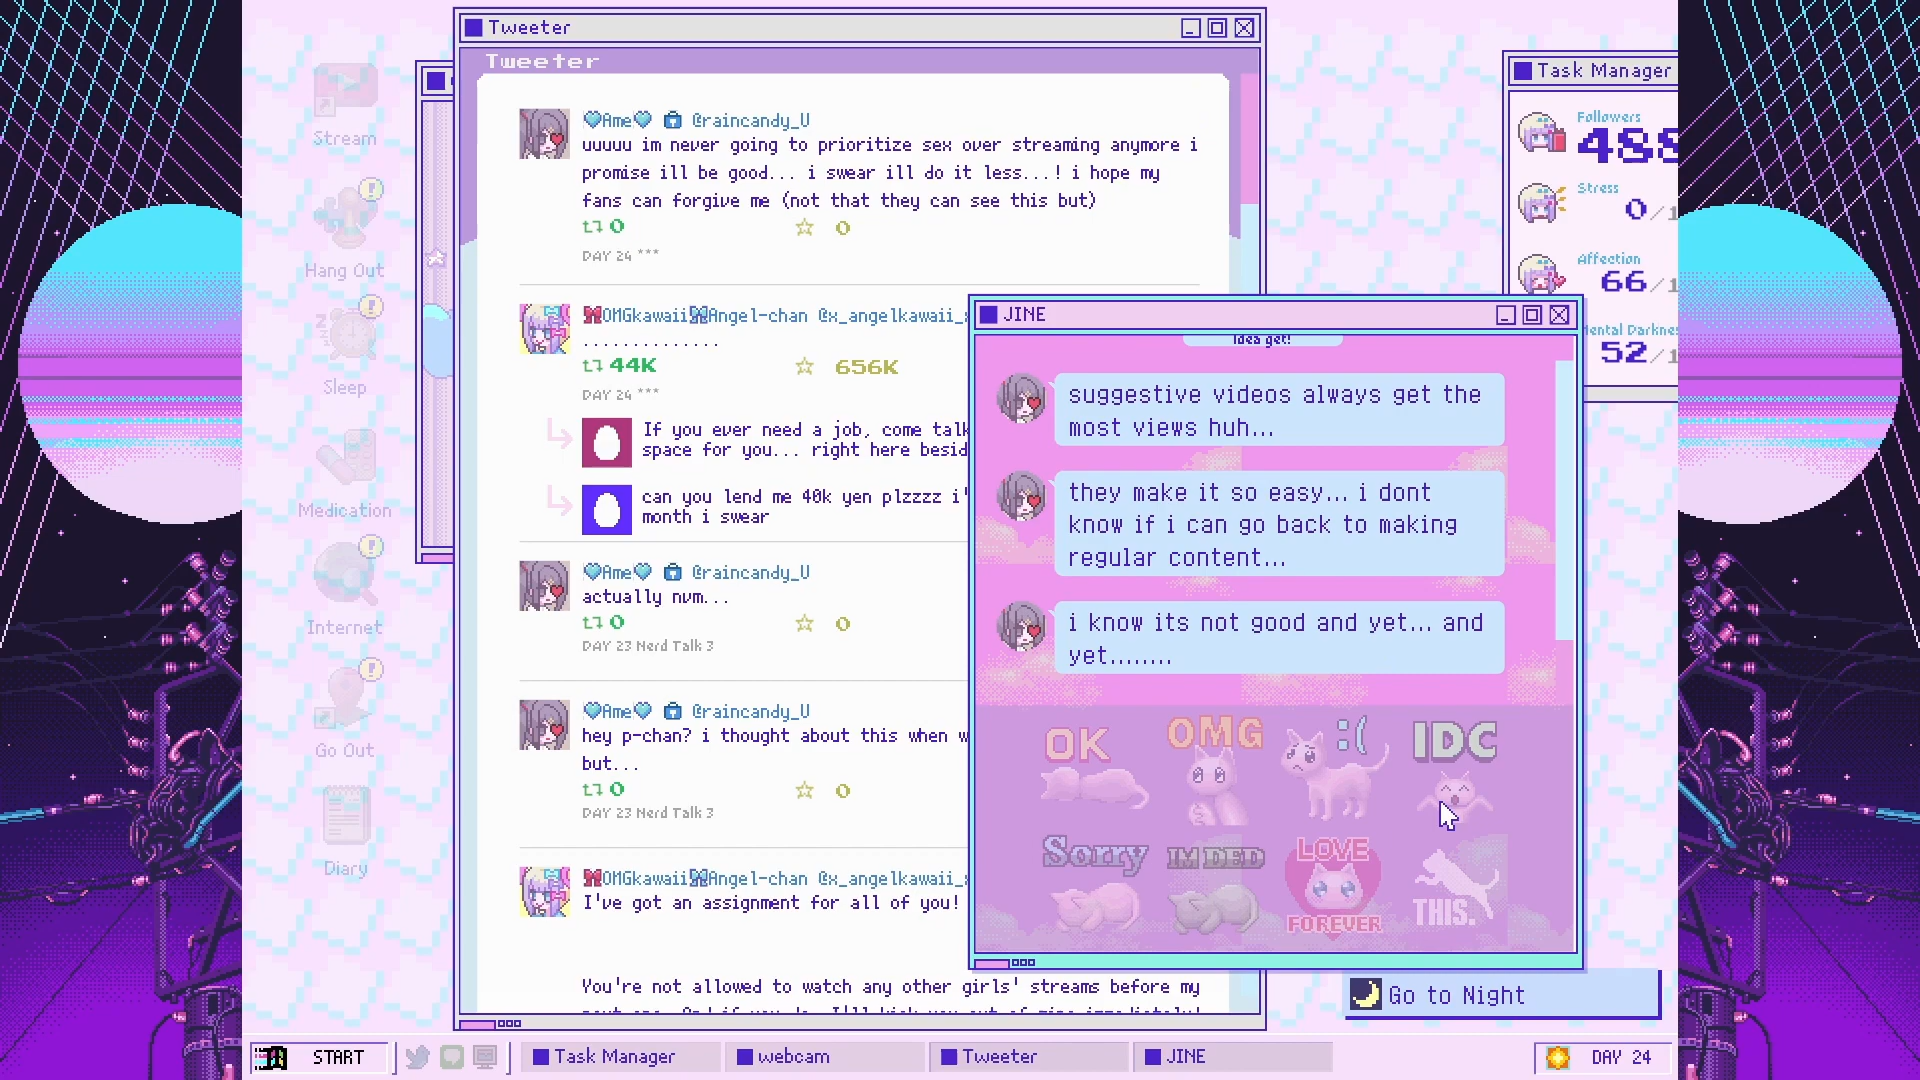 Stream
Hang Out
Sleep
Medication
Internet
Go Out
Diary
Tweeter
Tweeter
Ame @raincandy_U
uuuuu im never going to prioritize sex over streaming anymore i
promise ill be good... i swear ill do it less...! i hope my
fans can forgive me (not that they can see this but)
0 0
DAY 24 ***
OMGkawaii Angel-chan @x_angelkawaii_
..............
44K 656K
DAY 24 ***
If you ever need a job, come talk
space for you... right here besid
can you lend me 40k yen plzzzz i'
month i swear
Ame @raincandy_U
actually nvm...
0 0
DAY 23 Nerd Talk 3
Ame @raincandy_U
hey p-chan? i thought about this when w
but...
0 0
DAY 23 Nerd Talk 3
OMGkawaii Angel-chan @x_angelkawaii_
I've got an assignment for all of you!
You're not allowed to watch any other girls' streams before my
Task Manager
Followers
488
Stress
0/1
Affection
66/1
Mental Darknes
52/1
JINE
Idea get!
suggestive videos always get the
most views huh...
they make it so easy... i dont
know if i can go back to making
regular content...
i know its not good and yet... and
yet........
OK
OMG
:(
IDC
Sorry
IM DED
LOVE
FOREVER
THIS.
Go to Night
START
Task Manager
webcam
Tweeter
JINE
DAY 24